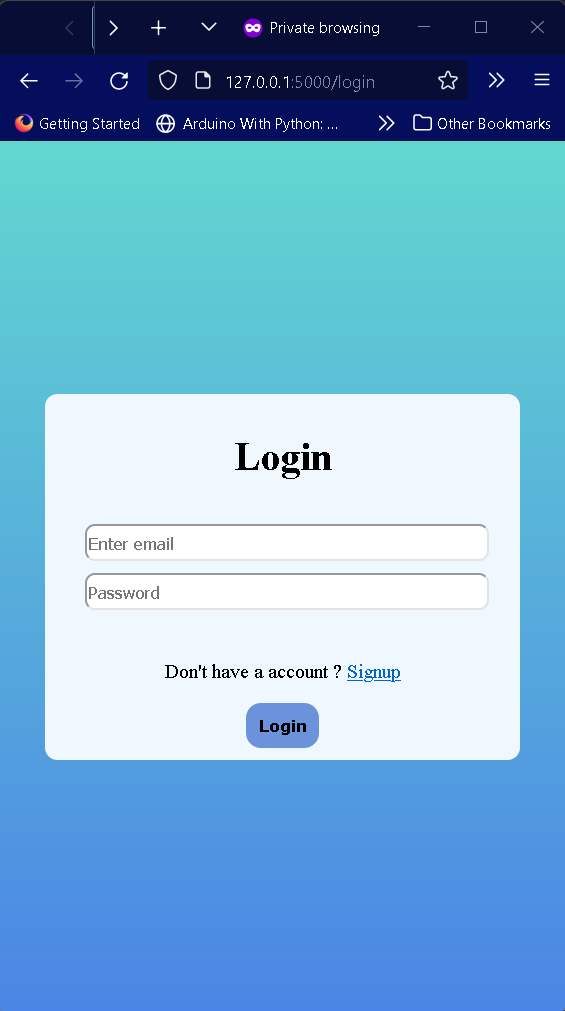 Private browsing
127.0.0.1:5000/login
Getting Started
Arduino With Python: ...
Other Bookmarks
Login
Enter email
Password
Don't have a account ? Signup
Login